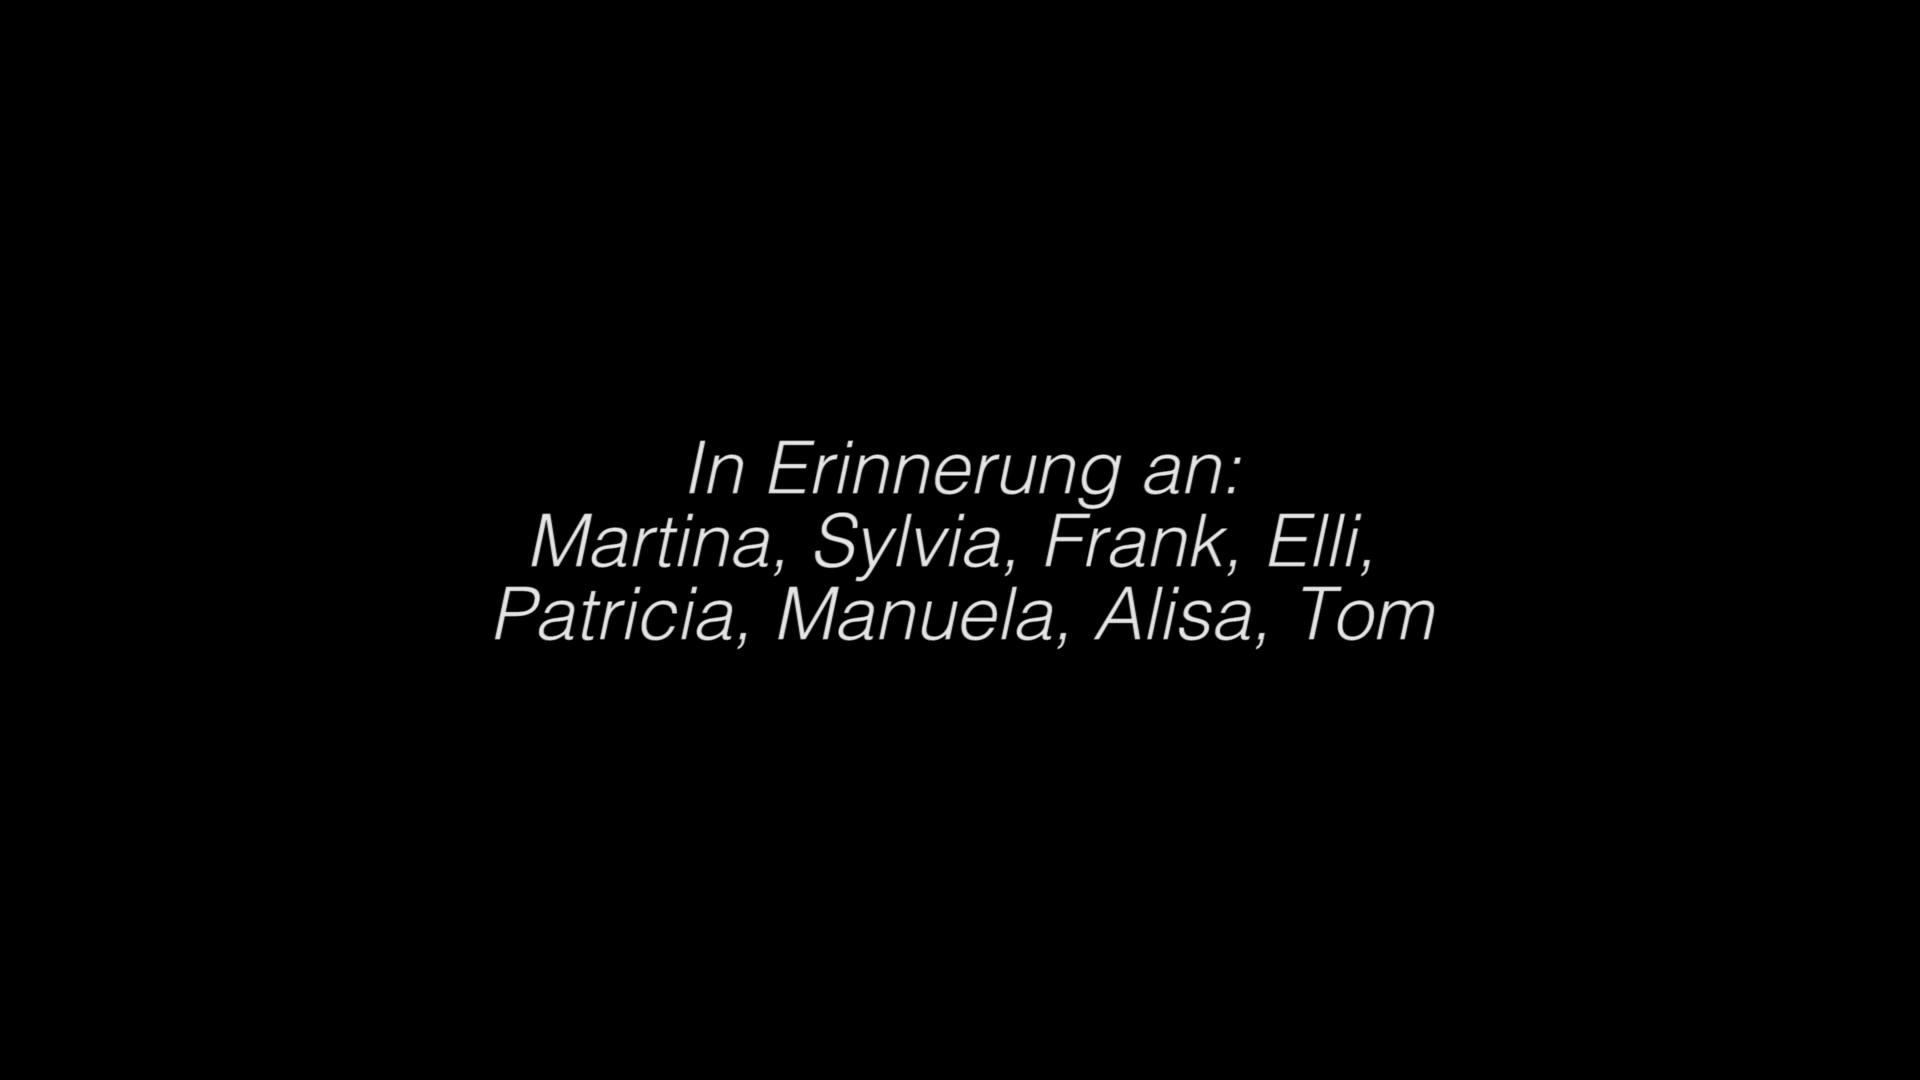 In Erinnerung an:
Martina, Sylvia, Frank, Elli,
Patricia, Manuela, Alisa, Tom